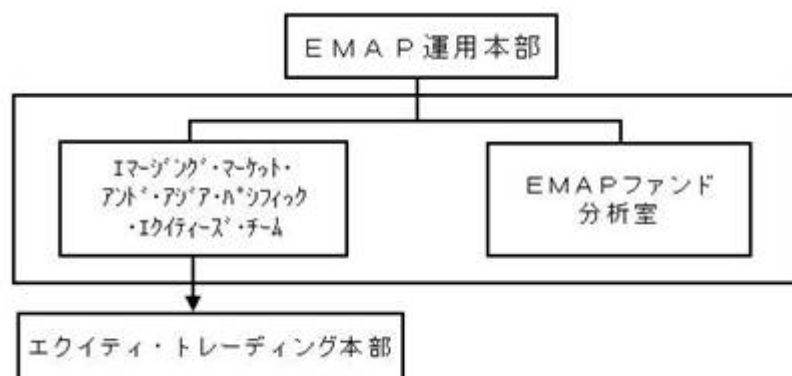 ＥＭＡＰ運用本部
ｴﾏｰｼﾞﾝｸﾞ･ﾏｰｹｯﾄ･
ｱﾝﾄﾞ･ｱｼﾞｱ･ﾊﾟｼﾌｨｯｸ
･ｴｸｲﾃｨｰｽﾞ･ﾁｰﾑ
ＥＭＡＰファンド
分析室
エクイティ・トレーディング本部